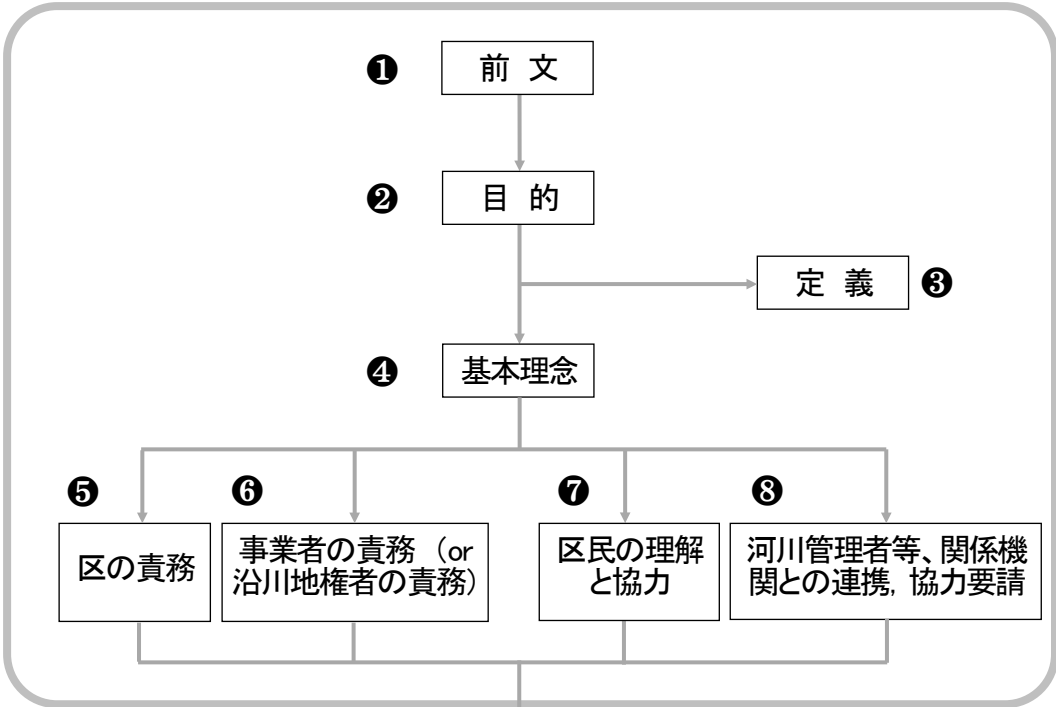 ❶ 前 文
❷ 目 的
定 義 ❸
❹ 基本理念
❺ 区の責務
❻ 事業者の責務 (or
沿川地権者の責務)
❼ 区民の理解
と協力
❽ 河川管理者等、関係機
関との連携, 協力要請